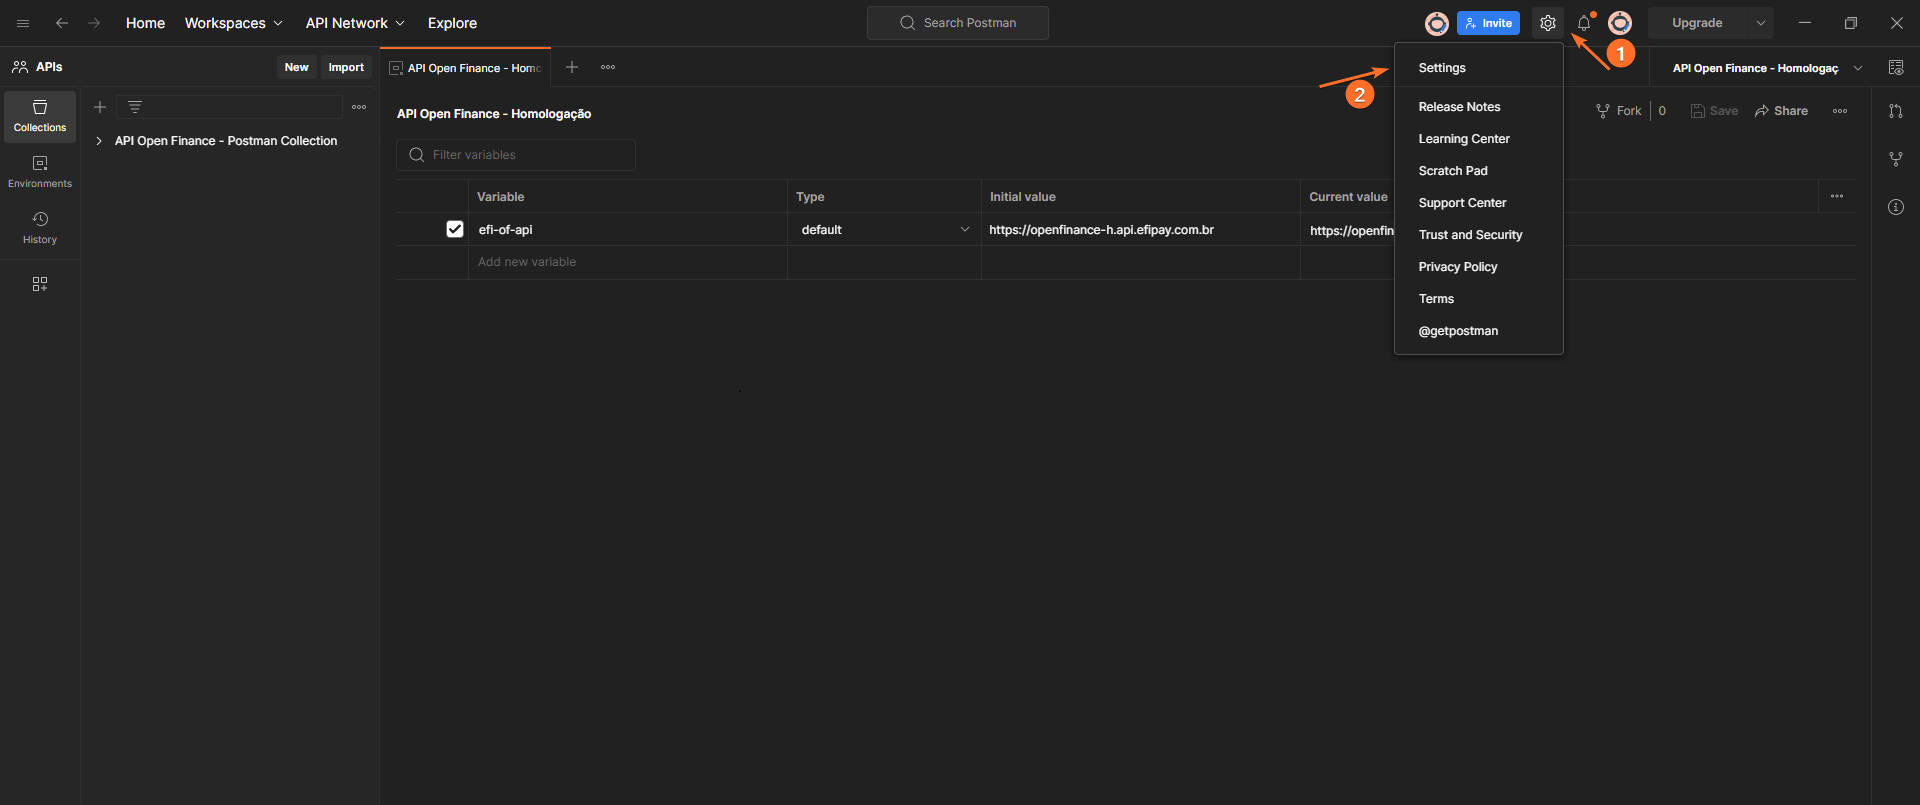 Home Workspaces API Network Explore Search Postman Invite Upgrade
1
APIs New Import API Open Finance - Homo API Open Finance - Homologaç
2
Settings
Release Notes
Learning Center
Scratch Pad
Support Center
Trust and Security
Privacy Policy
Terms
@getpostman
Collections
Environments
History
API Open Finance - Postman Collection
API Open Finance - Homologação Fork 0 Save Share
Filter variables
Variable Type Initial value Current value
efi-of-api default https://openfinance-h.api.efipay.com.br https://openfin
Add new variable